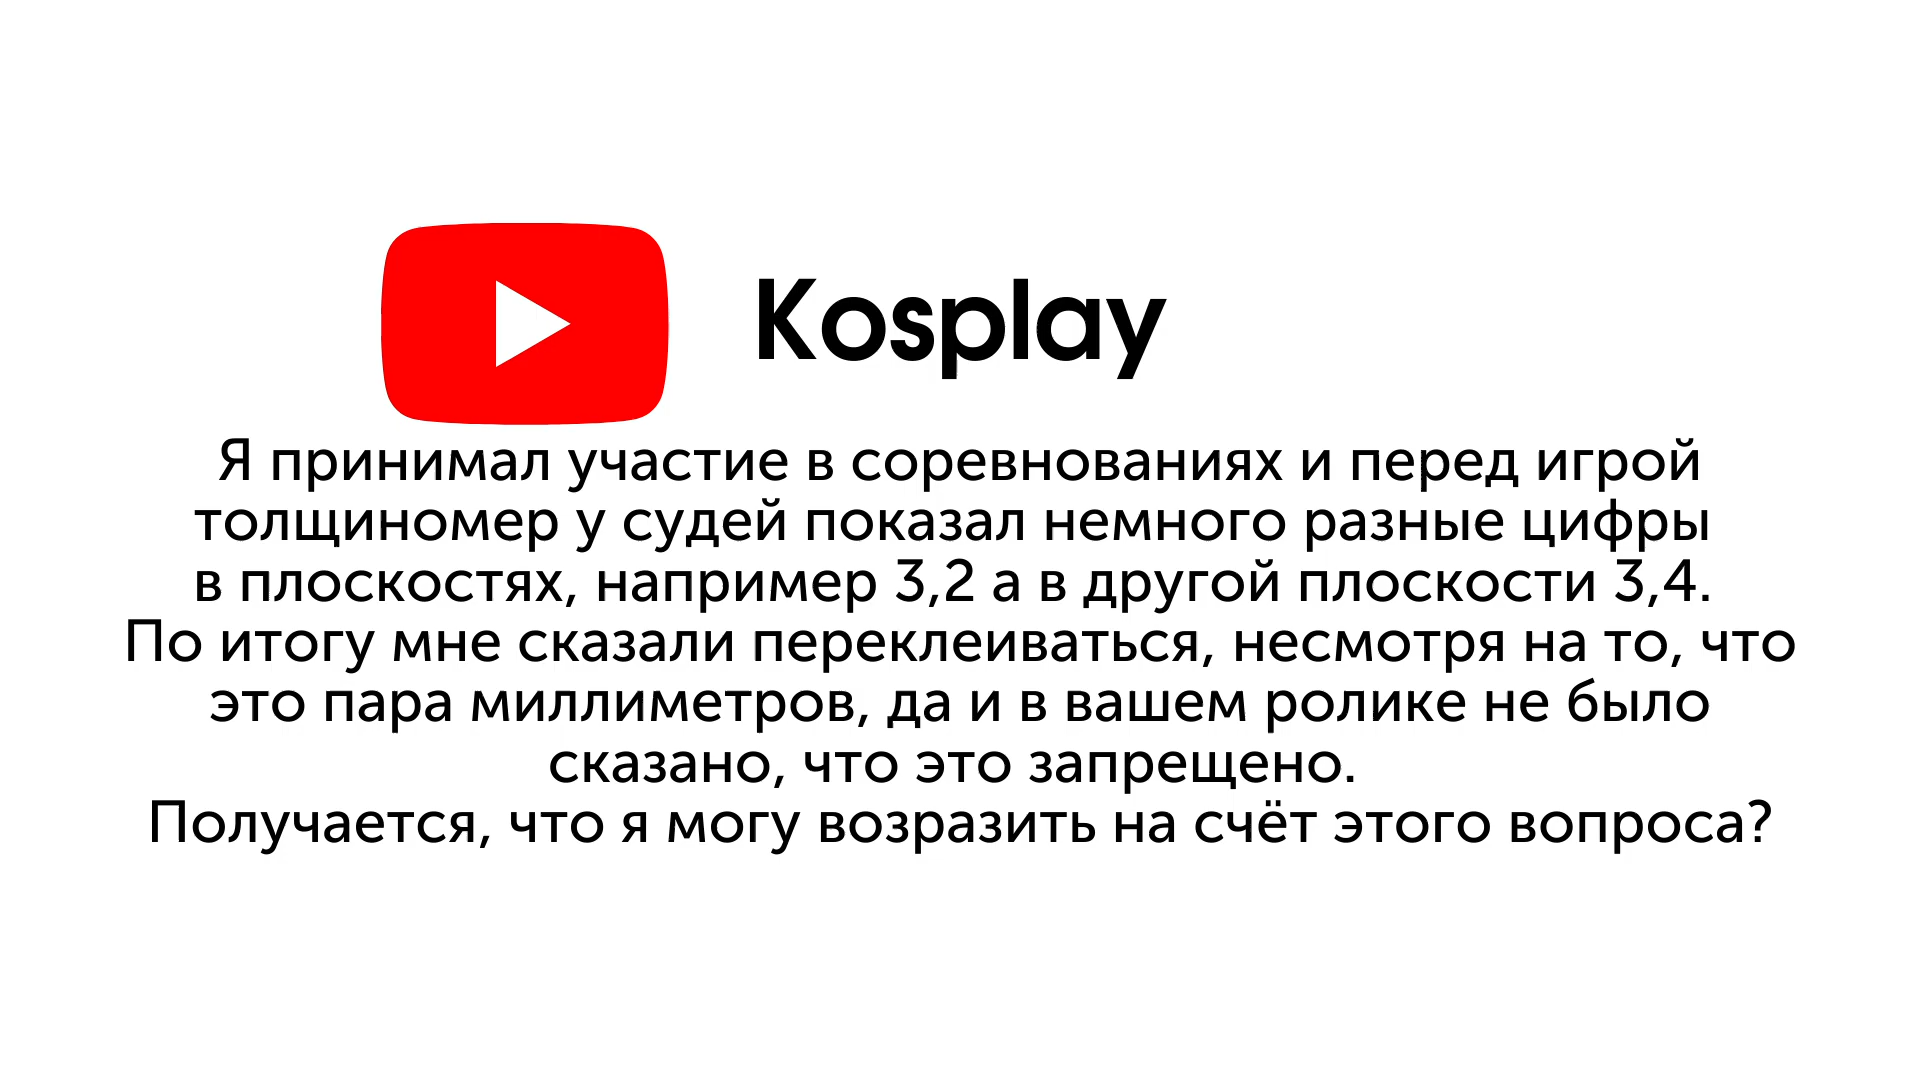 Kosplay
Я принимал участие в соревнованиях и перед игрой
толщиномер у судей показал немного разные цифры
в плоскостях, например 3,2 а в другой плоскости 3,4.
По итогу мне сказали переклеиваться, несмотря на то, что
это пара миллиметров, да и в вашем ролике не было
сказано, что это запрещено.
Получается, что я могу возразить на счёт этого вопроса?